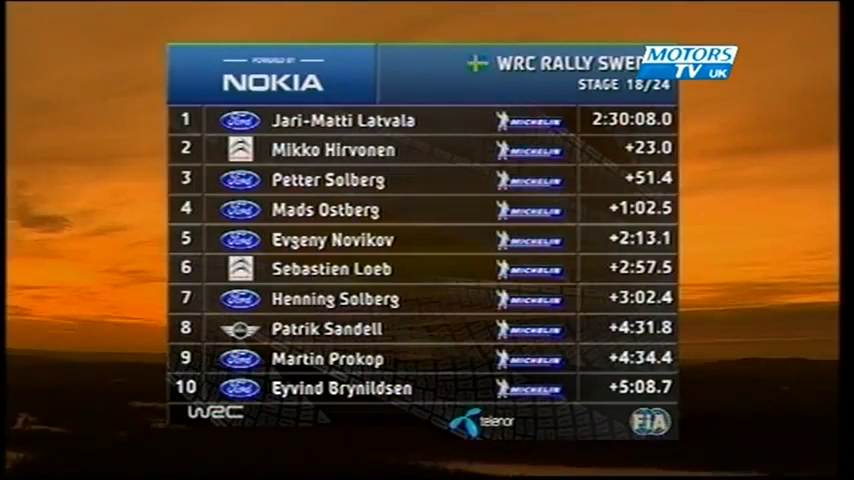 POWERED BY
NOKIA
WRC RALLY SWE
MOTORS
TV UK
STAGE 18/24
1 Ford Jari-Matti Latvala MICHELIN 2:30:08.0
2 Mikko Hirvonen MICHELIN +23.0
3 Ford Petter Solberg MICHELIN +51.4
4 Ford Mads Ostberg MICHELIN +1:02.5
5 Ford Evgeny Novikov MICHELIN +2:13.1
6 Sebastien Loeb MICHELIN +2:57.5
7 Ford Henning Solberg MICHELIN +3:02.4
8 Patrik Sandell MICHELIN +4:31.8
9 Ford Martin Prokop MICHELIN +4:34.4
10 Ford Eyvind Brynildsen MICHELIN +5:08.7
WRC telenor FIA